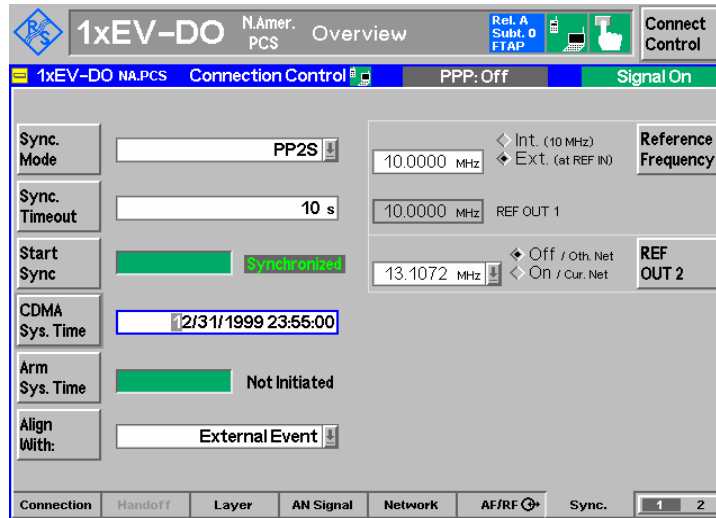 R&S
1xEV-DO N.Amer. PCS Overview
Rel. A
Subt. 0
FTAP
Connect Control
1xEV-DO NA.PCS Connection Control PPP: Off Signal On
Sync. Mode
PP2S
Int. (10 MHz)
10.0000 MHz
Ext. (at REF IN)
Reference Frequency
Sync. Timeout
10 s
10.0000 MHz REF OUT 1
Start Sync
Synchronized
Off / Oth. Net
13.1072 MHz
On / Cur. Net
REF OUT 2
CDMA Sys. Time
12/31/1999 23:55:00
Arm Sys. Time
Not Initiated
Align With:
External Event
Connection Handoff Layer AN Signal Network AF/RF Sync. 1 2